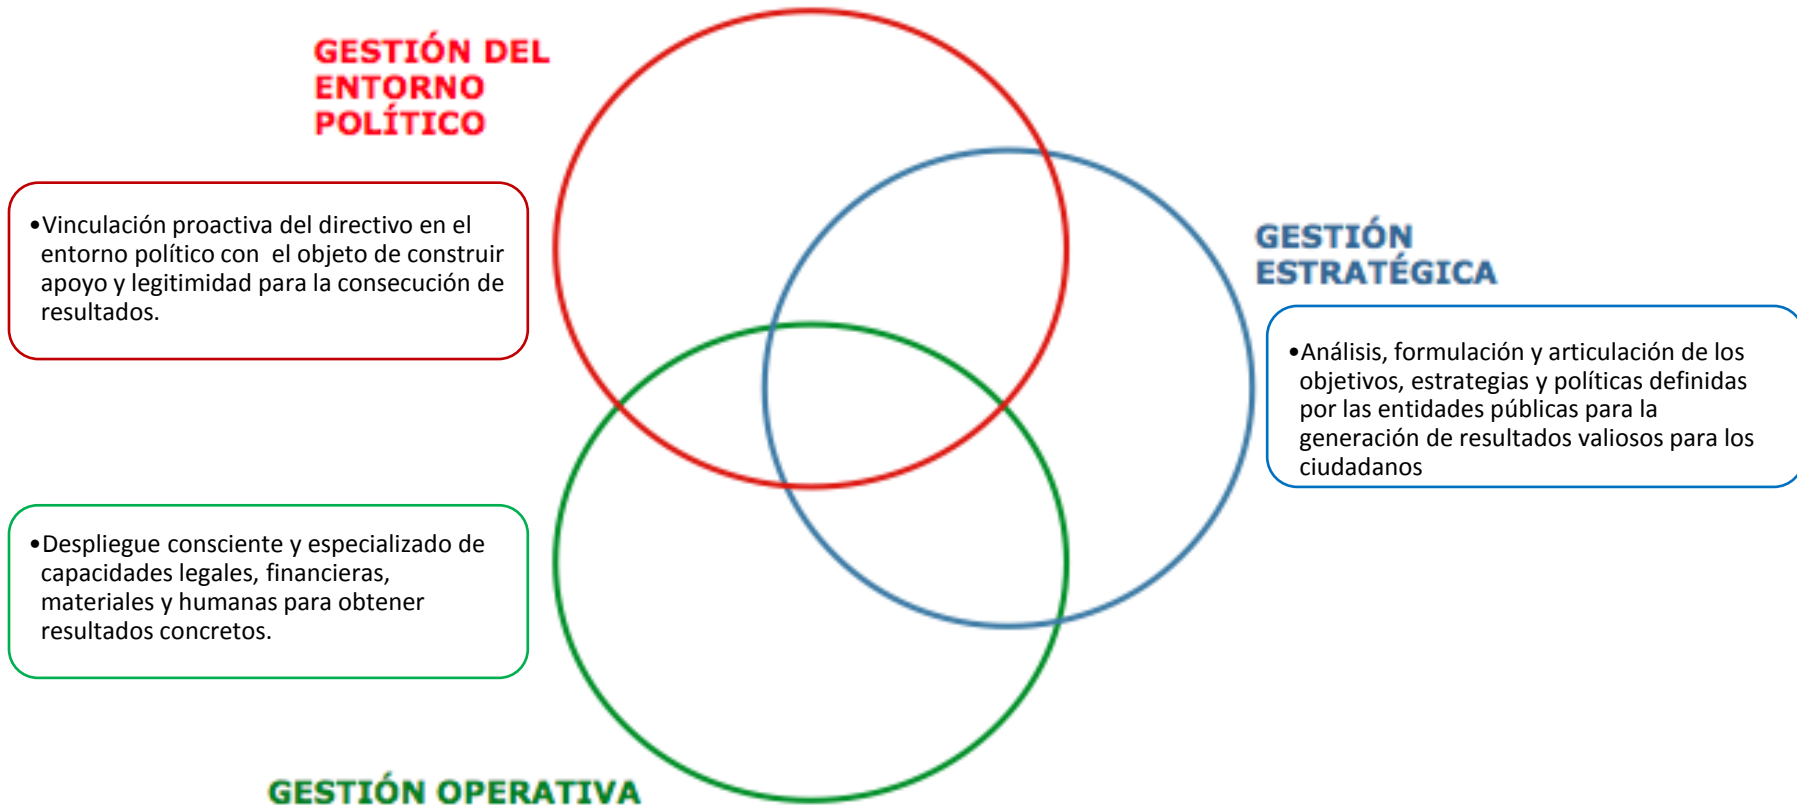 GESTIÓN DEL
ENTORNO
POLÍTICO
•Vinculación proactiva del directivo en el
entorno político con el objeto de construir
apoyo y legitimidad para la consecución de
resultados.
GESTIÓN
ESTRATÉGICA
•Análisis, formulación y articulación de los
objetivos, estrategias y políticas definidas
por las entidades públicas para la
generación de resultados valiosos para los
ciudadanos
•Despliegue consciente y especializado de
capacidades legales, financieras,
materiales y humanas para obtener
resultados concretos.
GESTIÓN OPERATIVA